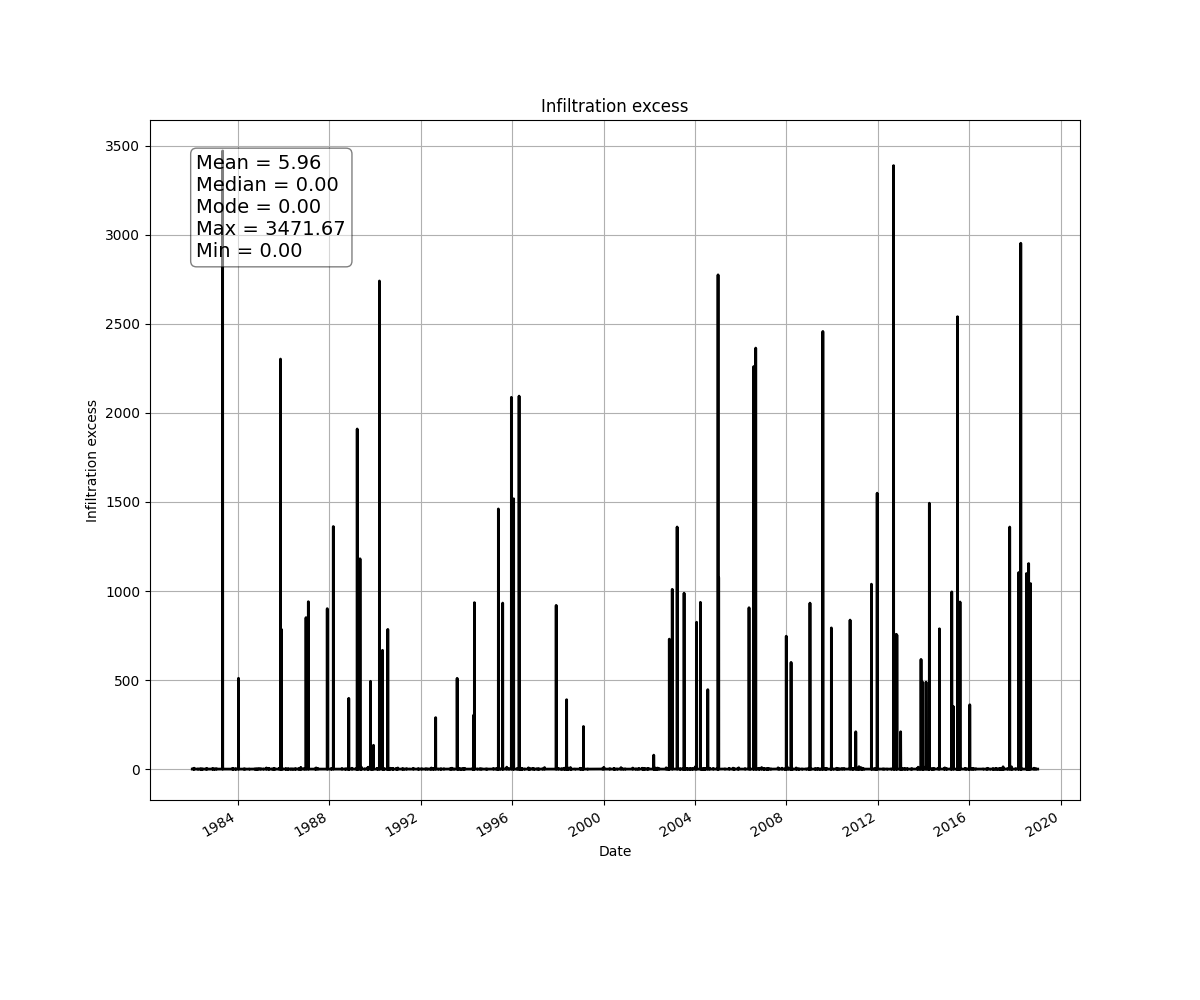 Infiltration excess
3500
3000
2500
2000
1500
1000
500
0
Infiltration excess
Mean = 5.96
Median = 0.00
Mode = 0.00
Max = 3471.67
Min = 0.00
1984
1988
1992
1996
2000
2004
2008
2012
2016
2020
Date